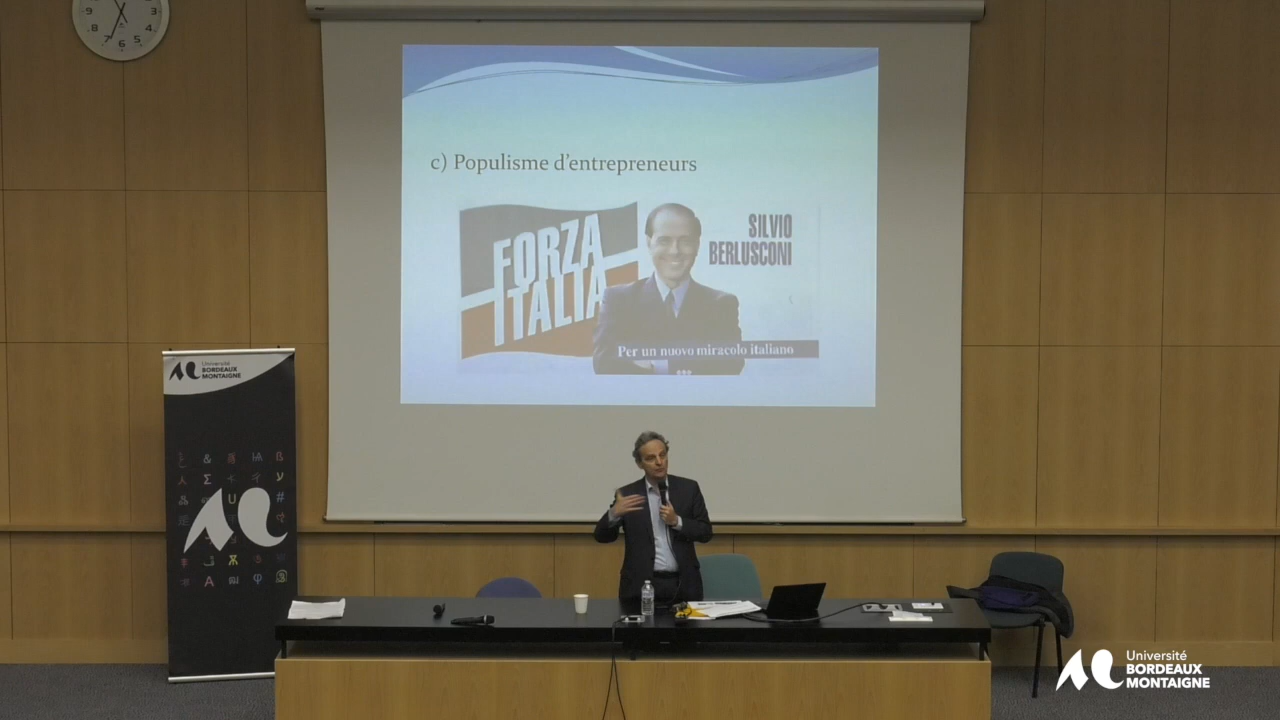 c) Populisme d'entrepreneurs
FORZA
ITALIA
SILVIO
BERLUSCONI
Per un nuovo miracolo italiano
Université
BORDEAUX
MONTAIGNE
Université
BORDEAUX
MONTAIGNE